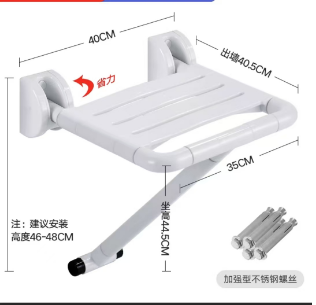 40CM
出墙40.5CM
省力
35CM
坐高44.5CM
注：建议安装
高度46-48CM
加强型不锈钢螺丝